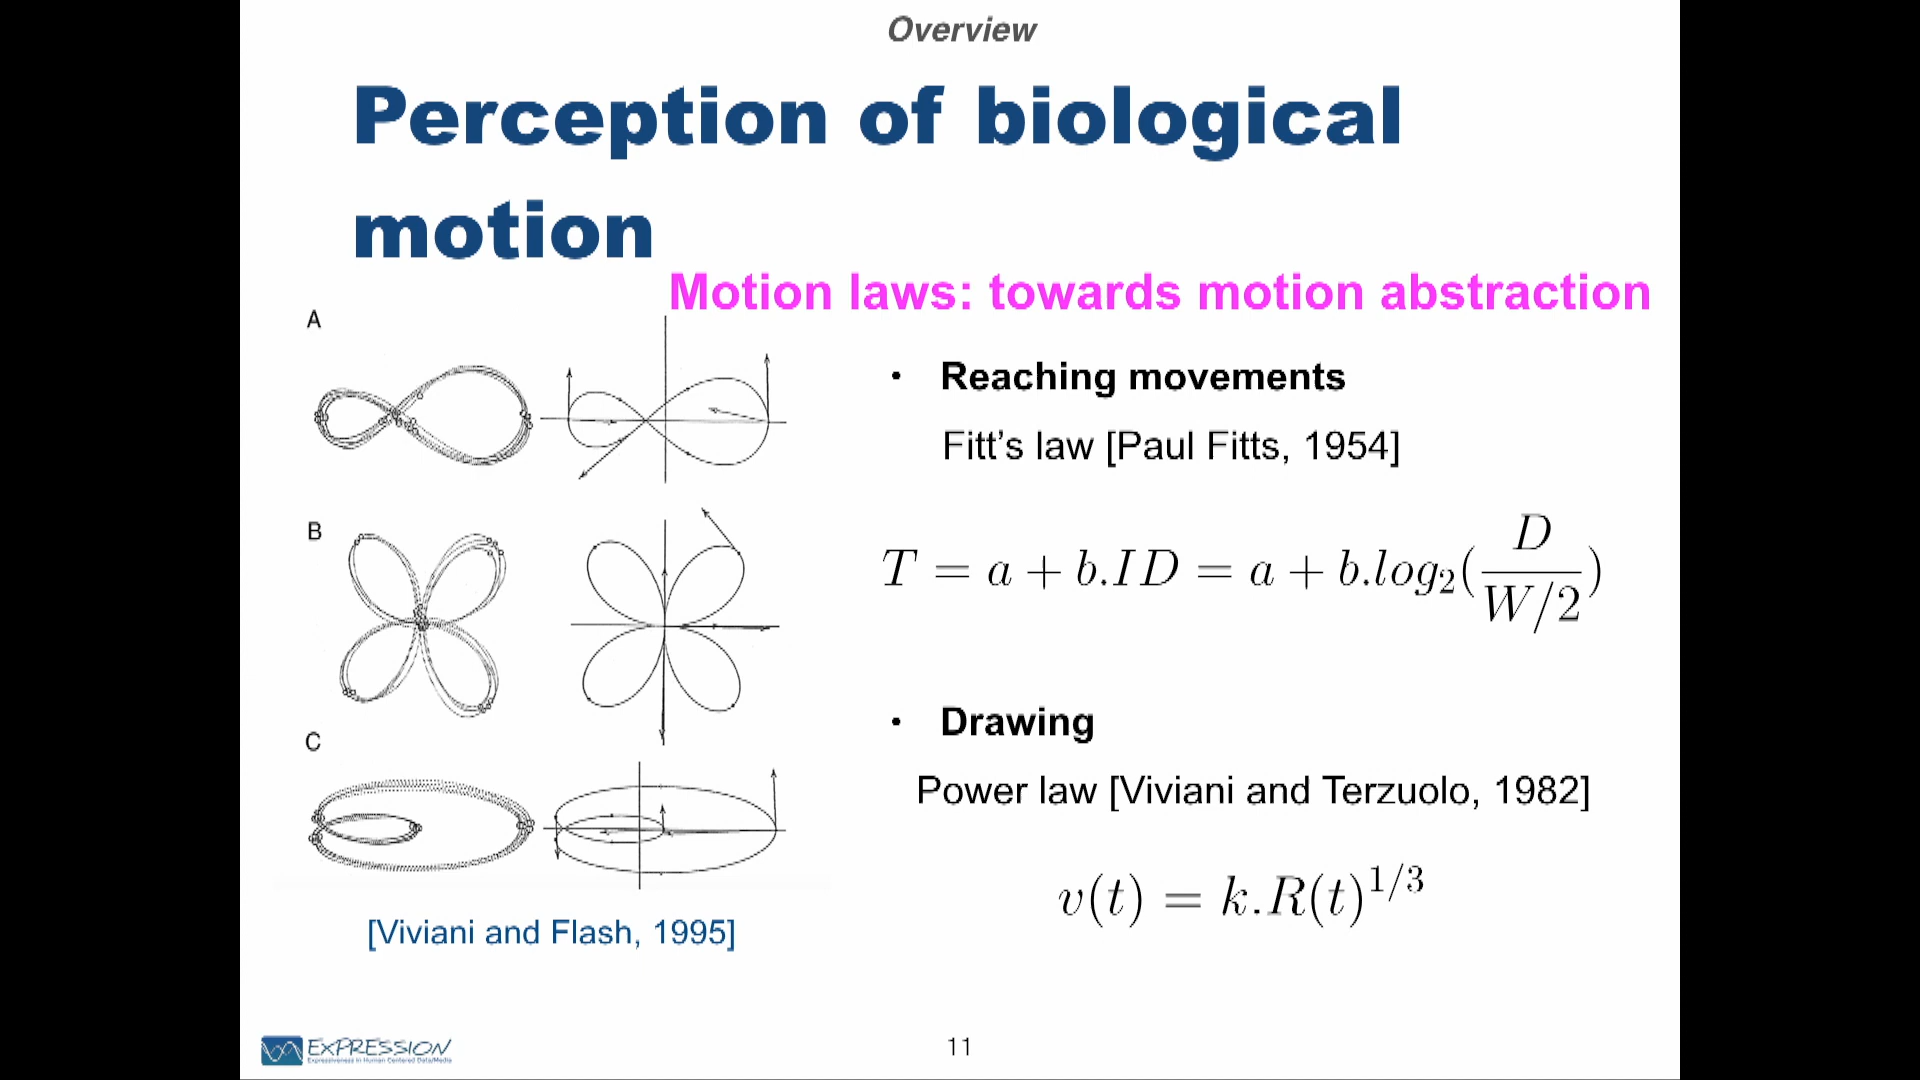 Overview
Perception of biological
motion
Motion laws: towards motion abstraction
A
B
C
[Viviani and Flash, 1995]
• Reaching movements
Fitt’s law [Paul Fitts, 1954]
T = a + b.ID = a + b.log₂(D/(W/2))
• Drawing
Power law [Viviani and Terzuolo, 1982]
v(t) = k.R(t)^{1/3}
EXPRESSION
Expressiveness in Human Centered Data/Media
11